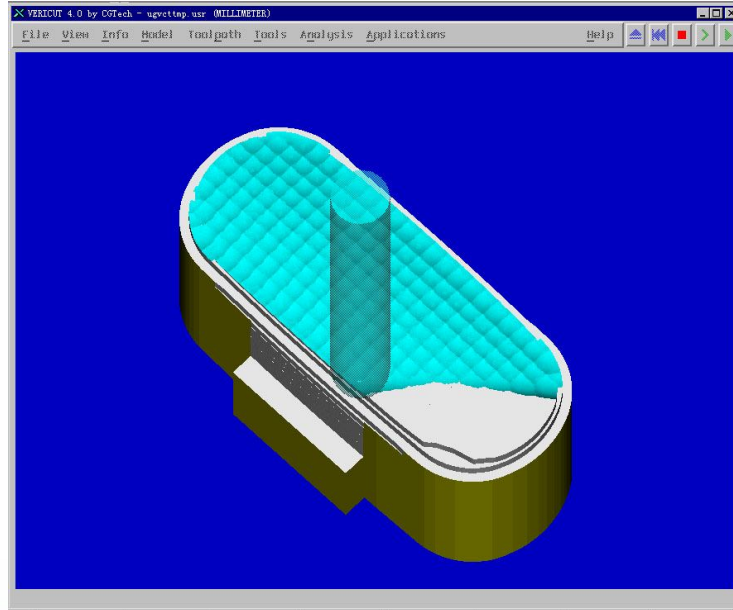 VERICUT 4.0 by CGTech - ugvcttmp.usr (MILLIMETER)
File View Info Model Toolpath Tools Analysis Applications Help